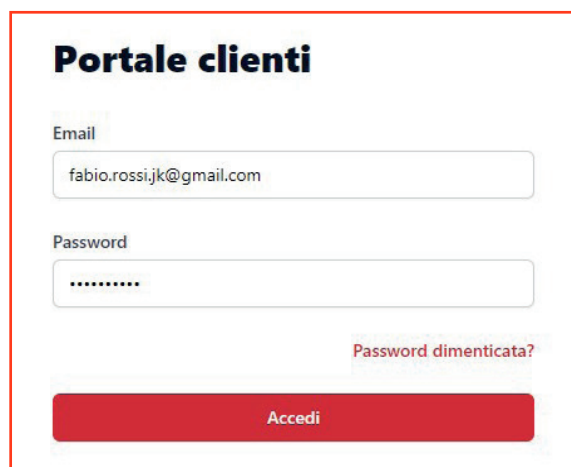 Portale clienti
Email
fabio.rossi.jk@gmail.com
Password
••••••••••
Password dimenticata?
Accedi